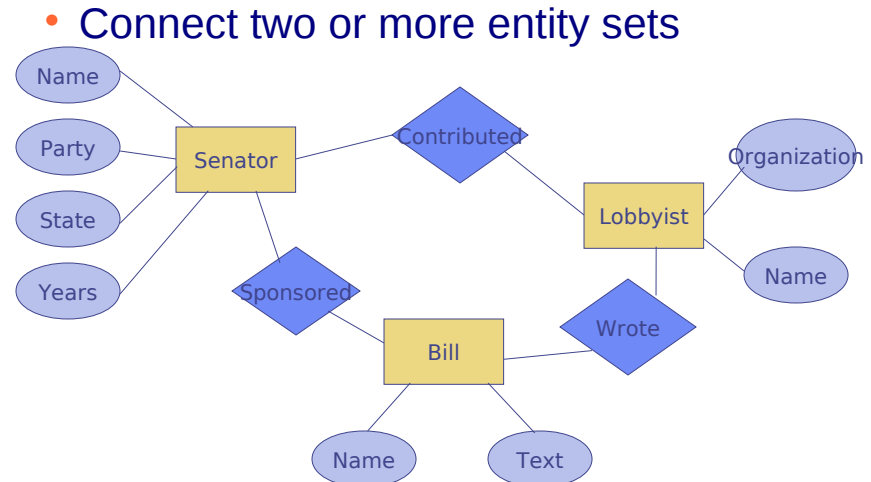 • Connect two or more entity sets
Name
Contributed
Party
Senator
Organization
Lobbyist
State
Name
Years
Sponsored
Wrote
Bill
Name
Text